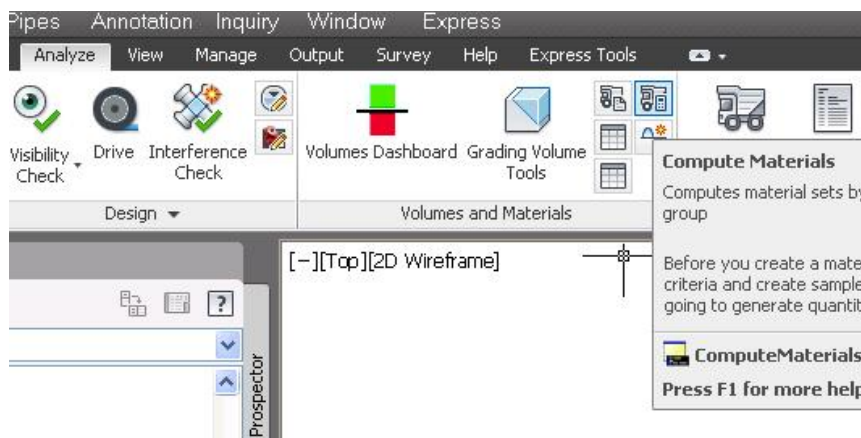 Pipes Annotation Inquiry Window Express
Analyze View Manage Output Survey Help Express Tools
Visibility Check
Drive
Interference Check
Volumes Dashboard
Grading Volume Tools
Design
Volumes and Materials
Compute Materials
Computes material sets by
group
Before you create a mate
criteria and create sample
going to generate quantit
ComputeMaterials
Press F1 for more help
[-][Top][2D Wireframe]
?
Prospector